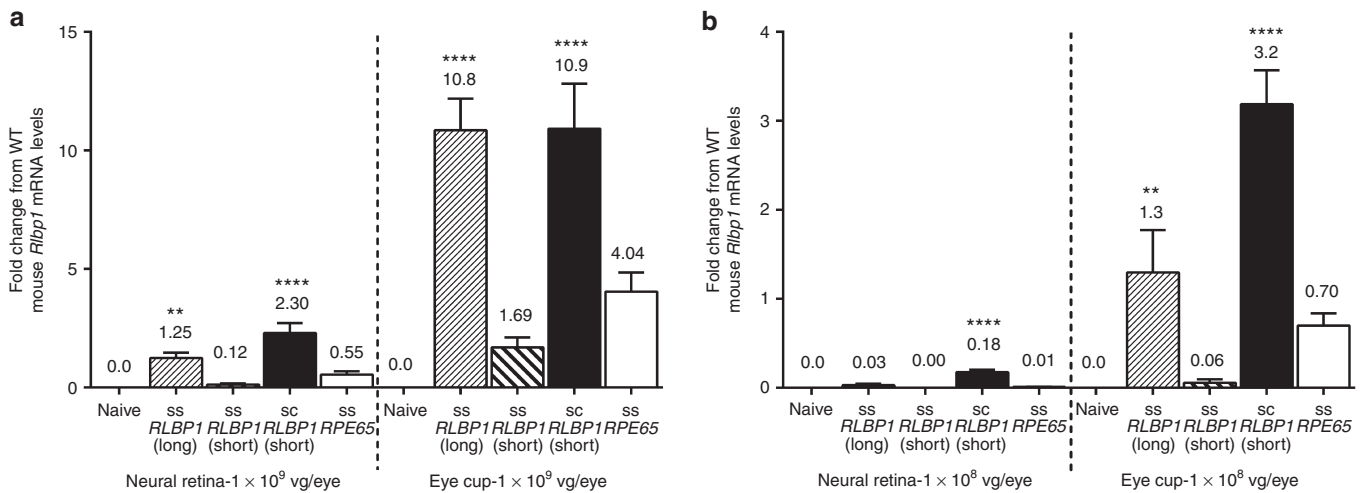 a
Fold change from WT
mouse Rlbp1 mRNA levels
15
10
5
0
0.0
**
1.25
0.12
****
2.30
0.55
0.0
****
10.8
1.69
****
10.9
4.04
Naive
ss
RLBP1
(long)
ss
RLBP1
(short)
sc
RLBP1
(short)
ss
RPE65
Naive
ss
RLBP1
(long)
ss
RLBP1
(short)
sc
RLBP1
(short)
ss
RPE65
Neural retina-1 × 10⁹ vg/eye
Eye cup-1 × 10⁹ vg/eye
b
Fold change from WT
mouse Rlbp1 mRNA levels
4
3
2
1
0
0.0
0.03
0.00
****
0.18
0.01
0.0
**
1.3
0.06
****
3.2
0.70
Naive
ss
RLBP1
(long)
ss
RLBP1
(short)
sc
RLBP1
(short)
ss
RPE65
Naive
ss
RLBP1
(long)
ss
RLBP1
(short)
sc
RLBP1
(short)
ss
RPE65
Neural retina-1 × 10⁸ vg/eye
Eye cup-1 × 10⁸ vg/eye